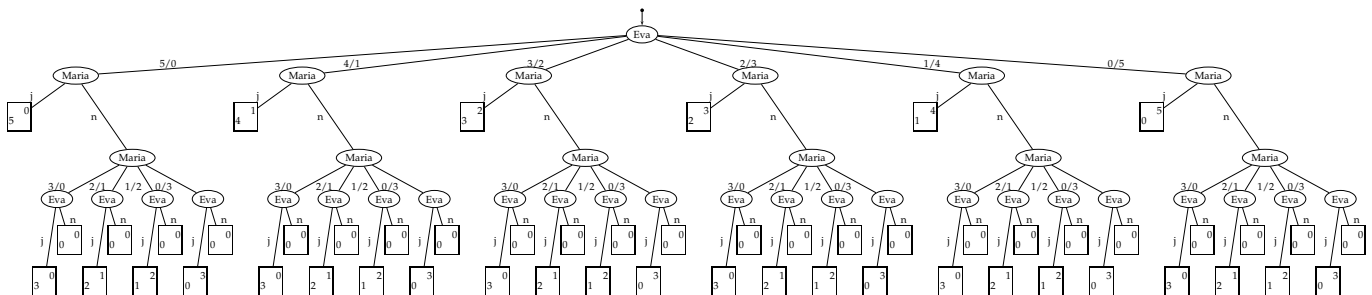 Eva
5/0 4/1 3/2 2/3 1/4 0/5
Maria Maria Maria Maria Maria Maria
j j j j j j
0 1 2 3 4 5
5 4 3 2 1 0
n n n n n n
Maria Maria Maria Maria Maria Maria
3/0 2/1 1/2 0/3 3/0 2/1 1/2 0/3 3/0 2/1 1/2 0/3 3/0 2/1 1/2 0/3 3/0 2/1 1/2 0/3 3/0 2/1 1/2 0/3
Eva Eva Eva Eva Eva Eva Eva Eva Eva Eva Eva Eva Eva Eva Eva Eva Eva Eva Eva Eva Eva Eva Eva Eva
n n n n n n n n n n n n n n n n n n n n n n n n
0 0 0 0 0 0 0 0 0 0 0 0 0 0 0 0 0 0 0 0 0 0 0 0
j j j j j j j j j j j j j j j j j j j j j j j j
0 0 0 0 0 0 0 0 0 0 0 0 0 0 0 0 0 0 0 0 0 0 0 0
0 1 2 3 0 1 2 3 0 1 2 3 0 1 2 3 0 1 2 3 0 1 2 3
3 2 1 0 3 2 1 0 3 2 1 0 3 2 1 0 3 2 1 0 3 2 1 0